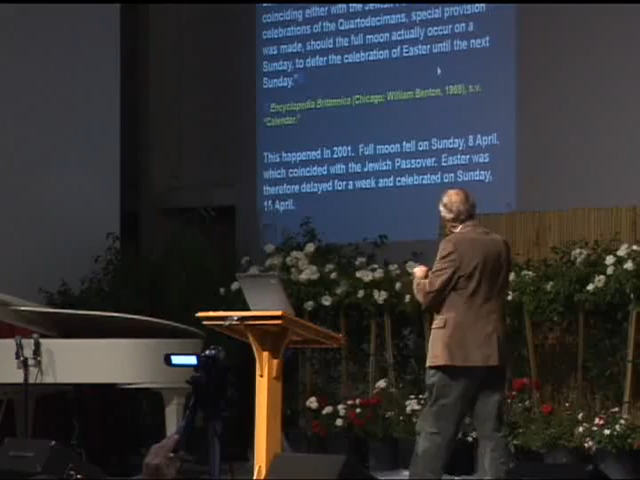 coinciding either with the Jewish
celebrations of the Quartodecimans, special provision
was made, should the full moon actually occur on a
Sunday, to defer the celebration of Easter until the next
Sunday."
Encyclopedia Britannica (Chicago: William Benton, 1968), s.v.
"Calendar."
This happened in 2001. Full moon fell on Sunday, 8 April,
which coincided with the Jewish Passover. Easter was
therefore delayed for a week and celebrated on Sunday,
15 April.